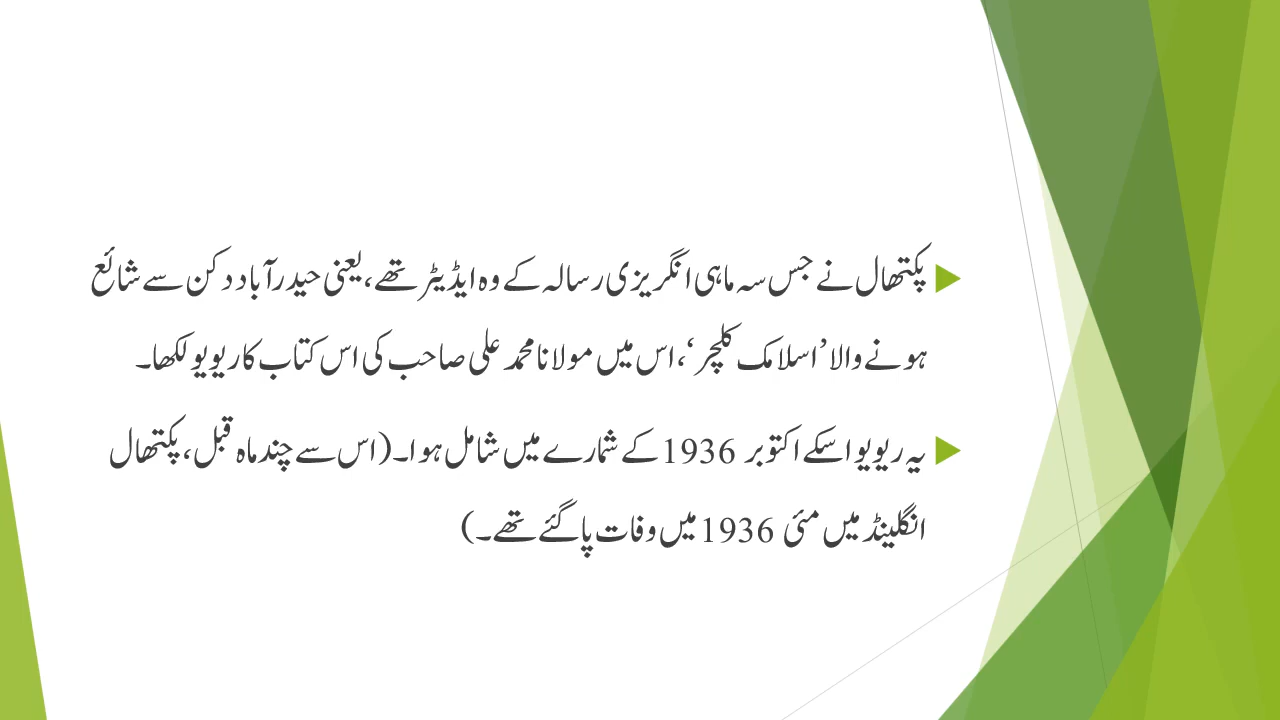 پکتھال نے جس سہ ماہی انگریزی رسالہ کے وہ ایڈیٹر تھے، یعنی حیدرآباد دکن سے شائع
ہونے والا ’اسلامک کلچر‘، اس میں مولانا محمد علی صاحب کی اس کتاب کا ریویو لکھا۔
یہ ریویو اسکے اکتوبر 1936 کے شمارے میں شامل ہوا۔ (اس سے چند ماہ قبل، پکتھال
انگلینڈ میں مئی 1936 میں وفات پا گئے تھے۔)